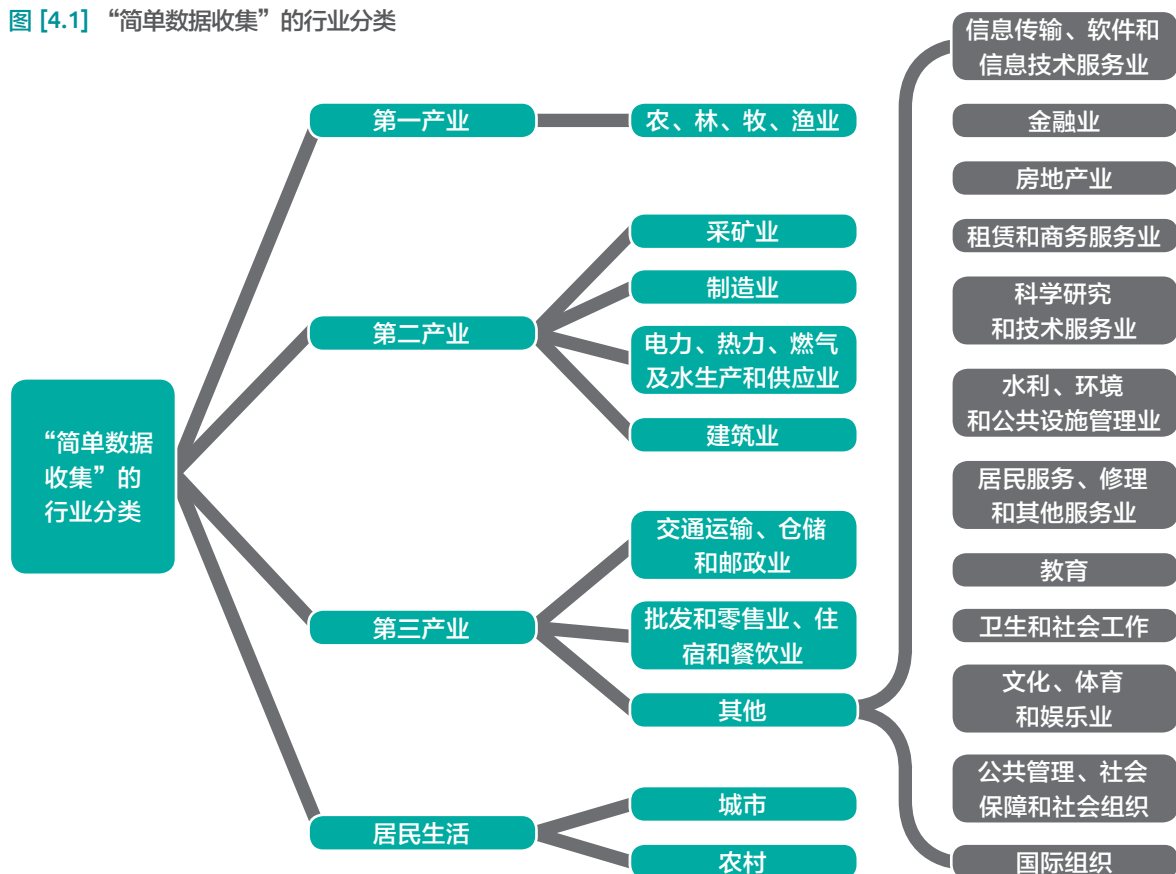 图 [4.1] “简单数据收集”的行业分类
“简单数据
收集”的
行业分类
第一产业
农、林、牧、渔业
第二产业
采矿业
制造业
电力、热力、燃气
及水生产和供应业
建筑业
第三产业
交通运输、仓储
和邮政业
批发和零售业、住
宿和餐饮业
其他
居民生活
城市
农村
信息传输、软件和
信息技术服务业
金融业
房地产业
租赁和商务服务业
科学研究
和技术服务业
水利、环境
和公共设施管理业
居民服务、修理
和其他服务业
教育
卫生和社会工作
文化、体育
和娱乐业
公共管理、社会
保障和社会组织
国际组织